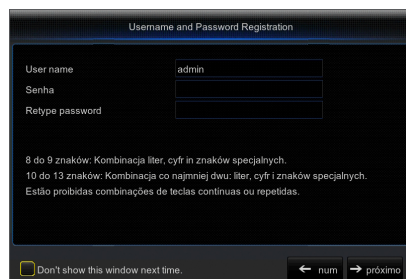 Username and Password Registration
User name
admin
Senha
Retype password
8 do 9 znaków: Kombinacja liter, cyfr in znaków specjalnych.
10 do 13 znaków: Kombinacja co najmniej dwu: liter, cyfr i znaków specjalnych.
Estão proibidas combinações de teclas contínuas ou repetidas.
Don't show this window next time.
← num → próximo